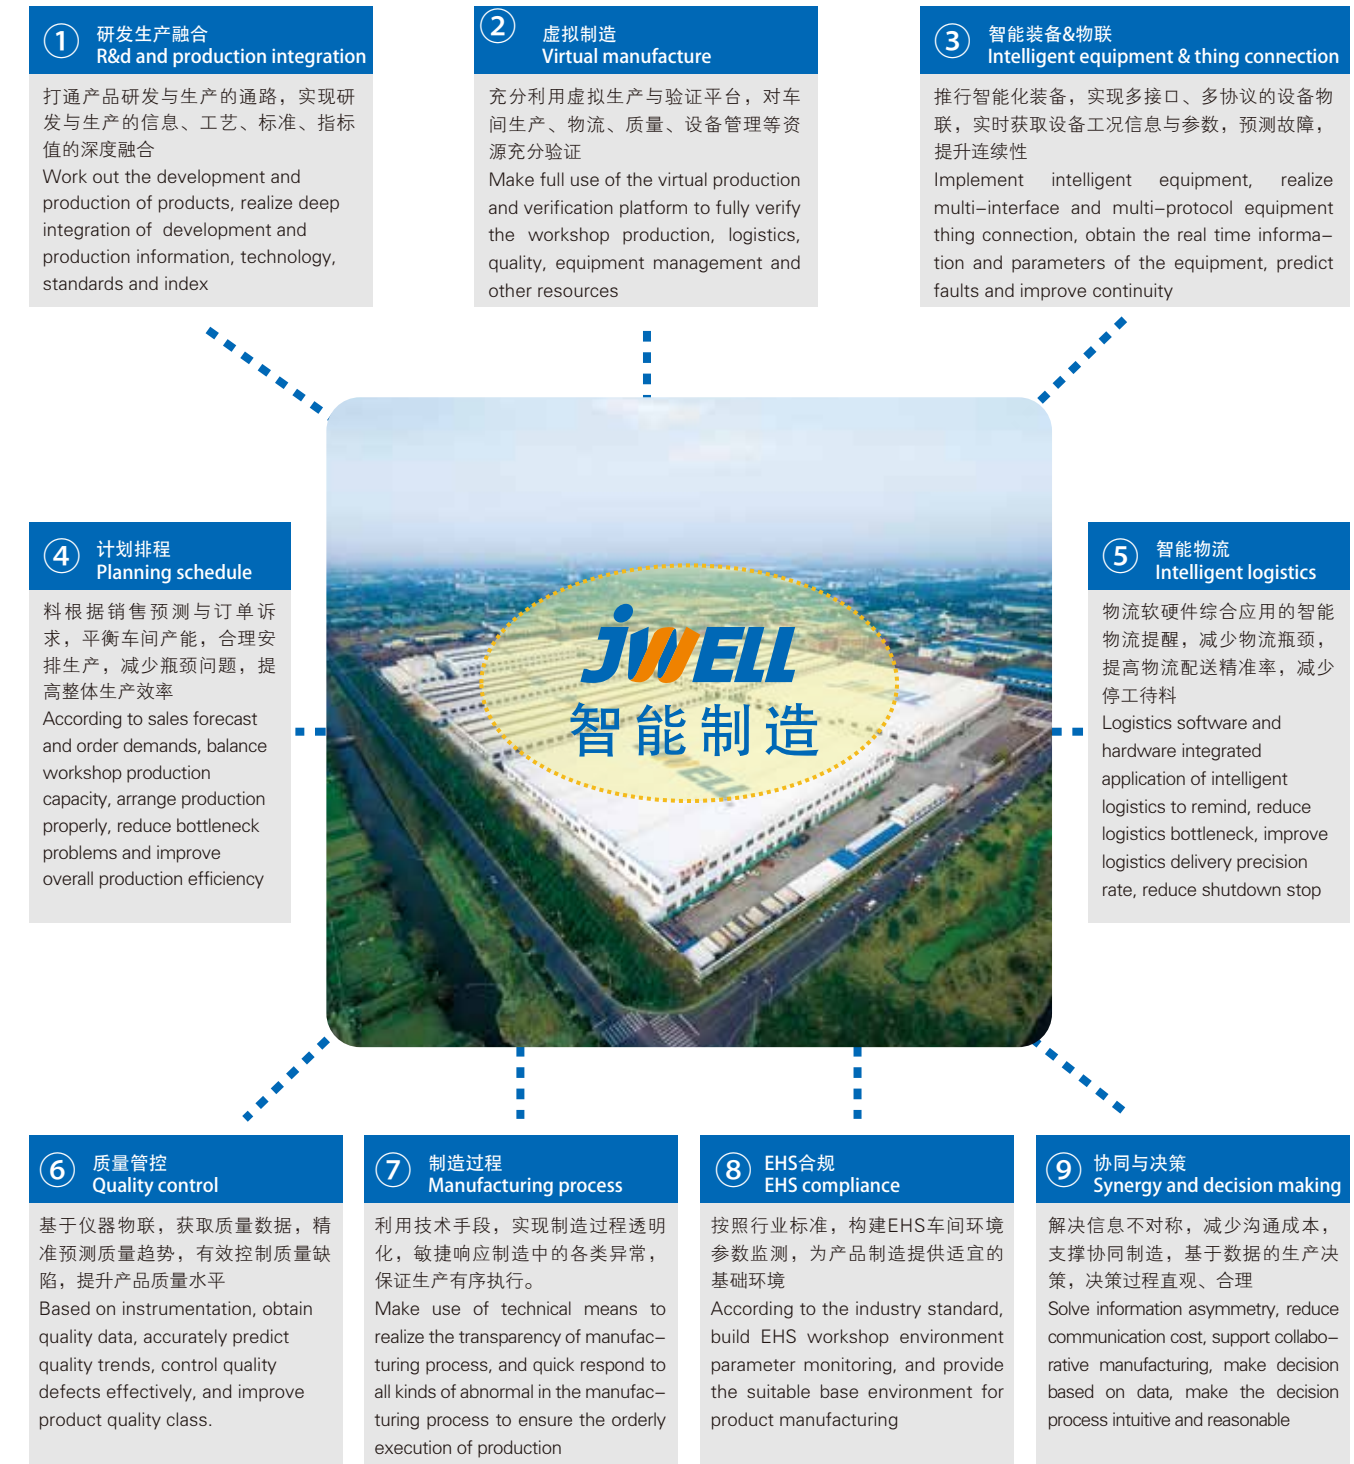 ① 研发生产融合
R&d and production integration
打通产品研发与生产的通路，实现研
发与生产的信息、工艺、标准、指标
值的深度融合
Work out the development and
production of products, realize deep
integration of development and
production information, technology,
standards and index
② 虚拟制造
Virtual manufacture
充分利用虚拟生产与验证平台，对车
间生产、物流、质量、设备管理等资
源充分验证
Make full use of the virtual production
and verification platform to fully verify
the workshop production, logistics,
quality, equipment management and
other resources
③ 智能装备&物联
Intelligent equipment & thing connection
推行智能化装备，实现多接口、多协议的设备物
联，实时获取设备工况信息与参数，预测故障，
提升连续性
Implement intelligent equipment, realize
multi-interface and multi-protocol equipment
thing connection, obtain the real time informa-
tion and parameters of the equipment, predict
faults and improve continuity
④ 计划排程
Planning schedule
料根据销售预测与订单诉
求，平衡车间产能，合理安
排生产，减少瓶颈问题，提
高整体生产效率
According to sales forecast
and order demands, balance
workshop production
capacity, arrange production
properly, reduce bottleneck
problems and improve
overall production efficiency
JWELL
智能制造
JWELL
⑤ 智能物流
Intelligent logistics
物流软硬件综合应用的智能
物流提醒，减少物流瓶颈，
提高物流配送精准率，减少
停工待料
Logistics software and
hardware integrated
application of intelligent
logistics to remind, reduce
logistics bottleneck, improve
logistics delivery precision
rate, reduce shutdown stop
⑥ 质量管控
Quality control
基于仪器物联，获取质量数据，精
准预测质量趋势，有效控制质量缺
陷，提升产品质量水平
Based on instrumentation, obtain
quality data, accurately predict
quality trends, control quality
defects effectively, and improve
product quality class.
⑦ 制造过程
Manufacturing process
利用技术手段，实现制造过程透明
化，敏捷响应制造中的各类异常，
保证生产有序执行。
Make use of technical means to
realize the transparency of manufac-
turing process, and quick respond to
all kinds of abnormal in the manufac-
turing process to ensure the orderly
execution of production
⑧ EHS合规
EHS compliance
按照行业标准，构建EHS车间环境
参数监测，为产品制造提供适宜的
基础环境
According to the industry standard,
build EHS workshop environment
parameter monitoring, and provide
the suitable base environment for
product manufacturing
⑨ 协同与决策
Synergy and decision making
解决信息不对称，减少沟通成本，
支撑协同制造，基于数据的生产决
策，决策过程直观、合理
Solve information asymmetry, reduce
communication cost, support collabo-
rative manufacturing, make decision
based on data, make the decision
process intuitive and reasonable